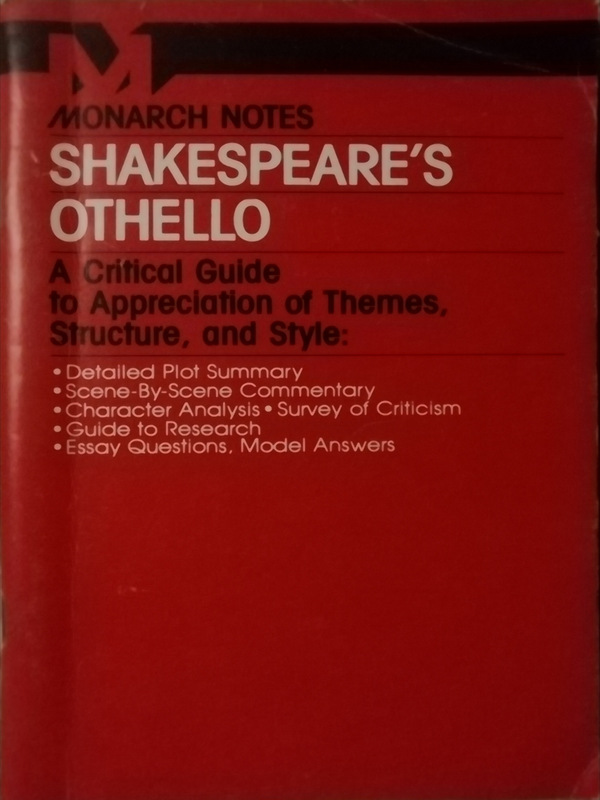 M
MONARCH NOTES
SHAKESPEARE'S
OTHELLO
A Critical Guide
to Appreciation of Themes,
Structure, and Style:
• Detailed Plot Summary
• Scene-By-Scene Commentary
• Character Analysis • Survey of Criticism
• Guide to Research
• Essay Questions, Model Answers